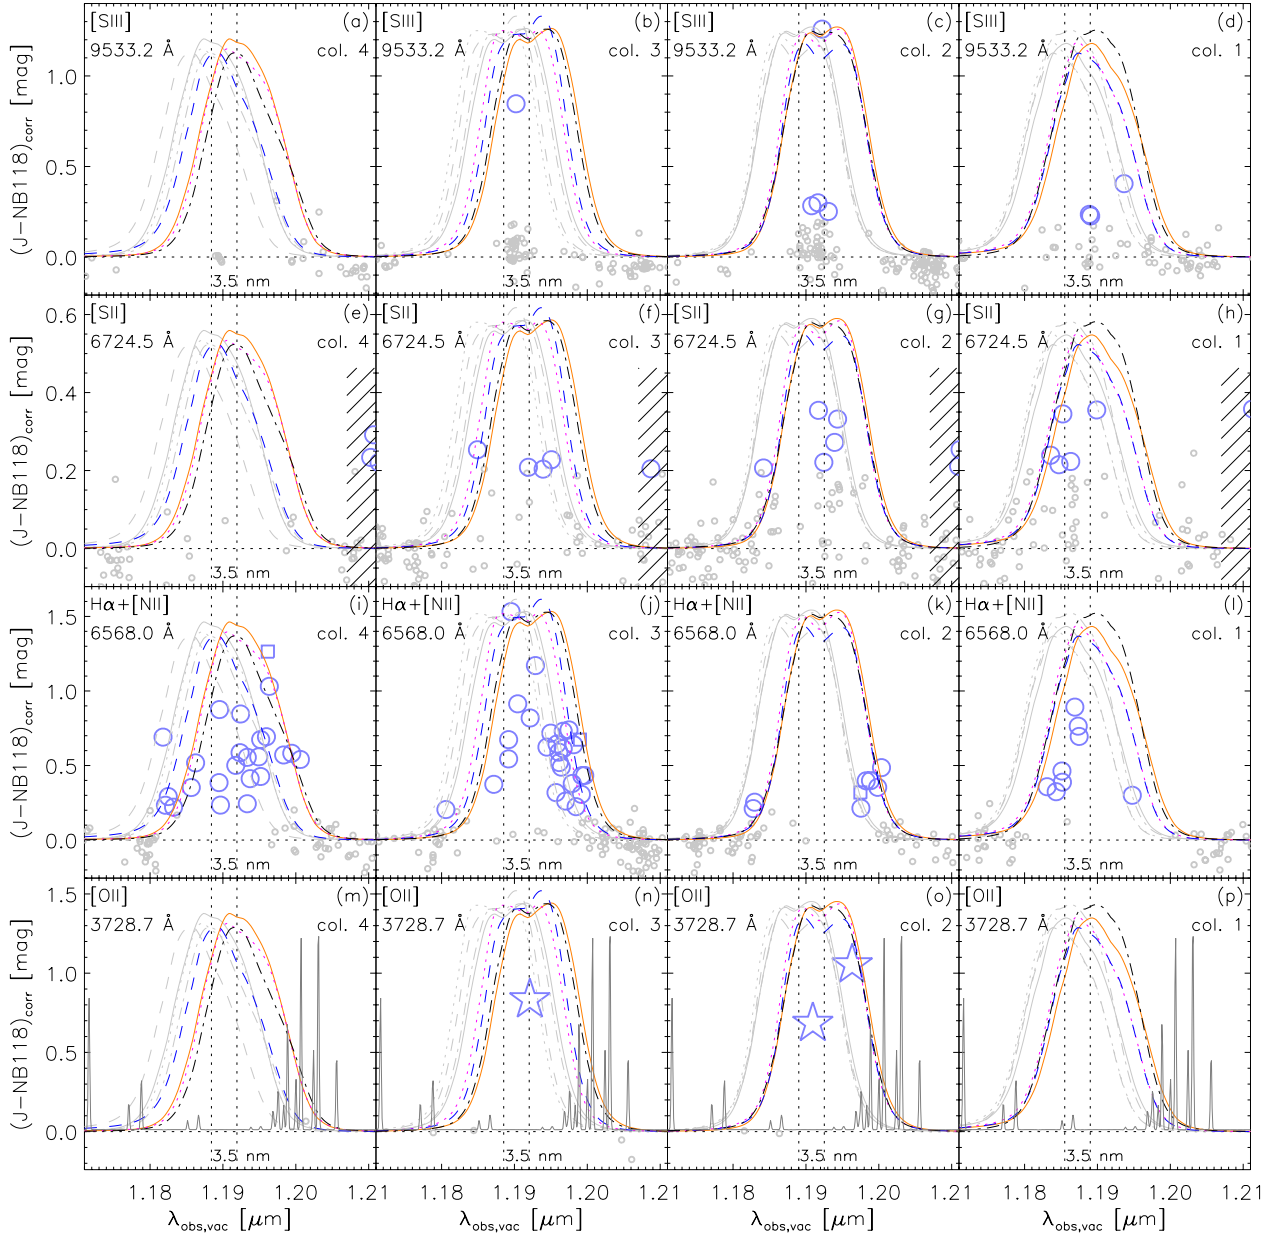 [SIII] (a) [SIII] (b) [SIII] (c) [SIII] (d)
9533.2 Å col. 4 9533.2 Å col. 3 9533.2 Å col. 2 9533.2 Å col. 1
1.0
0.5
0.0
(J−NB118)corr [mag]
3.5 nm 3.5 nm 3.5 nm 3.5 nm
[SII] (e) [SII] (f) [SII] (g) [SII] (h)
6724.5 Å col. 4 6724.5 Å col. 3 6724.5 Å col. 2 6724.5 Å col. 1
0.6
0.4
0.2
0.0
(J−NB118)corr [mag]
3.5 nm 3.5 nm 3.5 nm 3.5 nm
Hα+[NII] (i) Hα+[NII] (j) Hα+[NII] (k) Hα+[NII] (l)
6568.0 Å col. 4 6568.0 Å col. 3 6568.0 Å col. 2 6568.0 Å col. 1
1.5
1.0
0.5
0.0
(J−NB118)corr [mag]
3.5 nm 3.5 nm 3.5 nm 3.5 nm
[OII] (m) [OII] (n) [OII] (o) [OII] (p)
3728.7 Å col. 4 3728.7 Å col. 3 3728.7 Å col. 2 3728.7 Å col. 1
1.5
1.0
0.5
0.0
(J−NB118)corr [mag]
3.5 nm 3.5 nm 3.5 nm 3.5 nm
1.18 1.19 1.20 1.21 1.18 1.19 1.20 1.21 1.18 1.19 1.20 1.21 1.18 1.19 1.20 1.21
λobs,vac [μm] λobs,vac [μm] λobs,vac [μm] λobs,vac [μm]